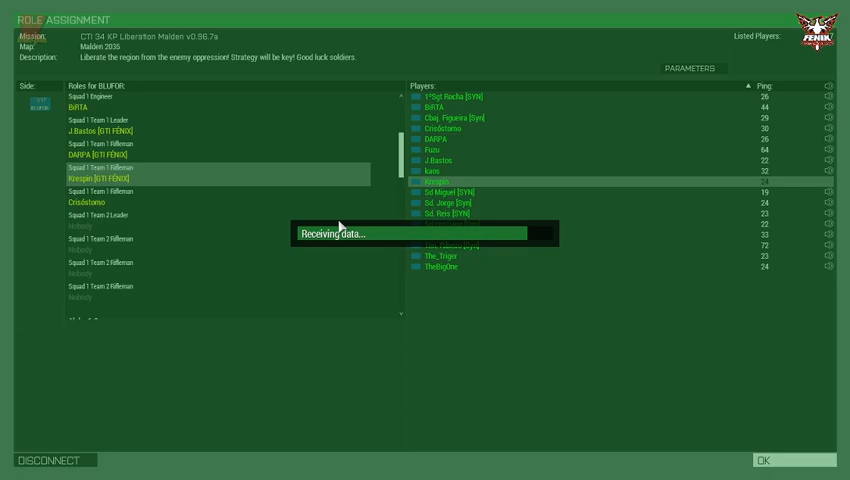 ROLE ASSIGNMENT
Mission: CTI 34 KP Liberation Malden v0.96.7a
Map: Malden 2035
Description: Liberate the region from the enemy oppression! Strategy will be key! Good luck soldiers.
Listed Players:
FENIX
PARAMETERS
Side: Roles for BLUFOR:
BLUFOR
Squad 1 Engineer
BiRTA
Squad 1 Team 1 Leader
J.Bastos [GTI FÉNIX]
Squad 1 Team 1 Rifleman
DARPA [GTI FÉNIX]
Squad 1 Team 1 Rifleman
Krespin [GTI FÉNIX]
Squad 1 Team 1 Rifleman
Crisóstomo
Squad 1 Team 2 Leader
Nobody
Squad 1 Team 2 Rifleman
Nobody
Squad 1 Team 2 Rifleman
Nobody
Squad 1 Team 2 Rifleman
Nobody
Players: Ping:
1ºSgt Rocha [SYN] 26
BiRTA 44
Cbaj. Figueira [Syn] 29
Crisóstomo 30
DARPA 26
Fuzu 64
J.Bastos 22
kaos 32
Krespin 24
Sd Miguel [SYN] 19
Sd. Jorge [Syn] 24
Sd. Reis [SYN] 23
22
33
72
The_Triger 23
TheBigOne 24
Receiving data...
DISCONNECT
OK